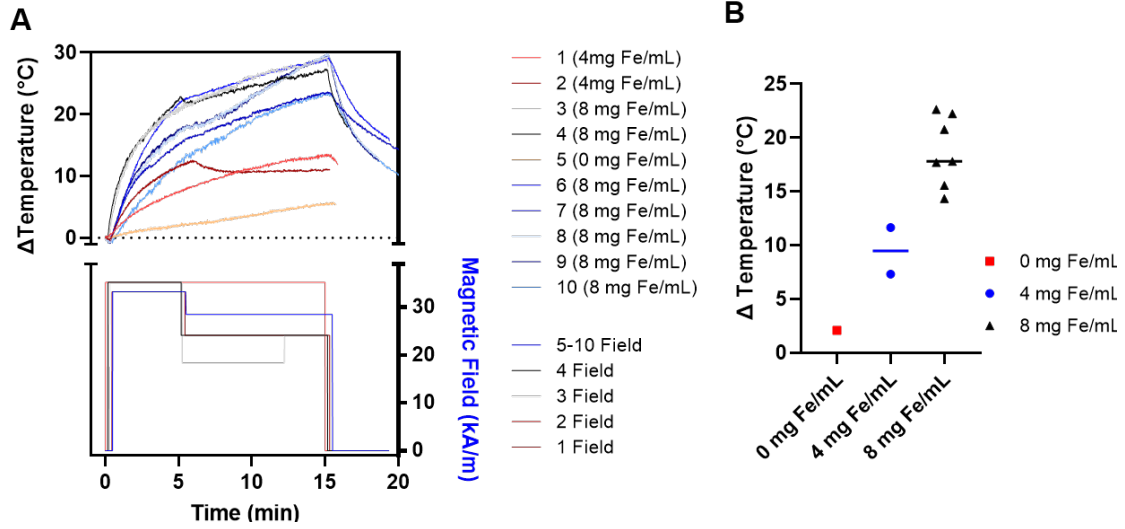 A
ΔTemperature (°C)
30
20
10
0
Magnetic Field (kA/m)
30
20
10
0
0
5
10
15
20
Time (min)
1 (4mg Fe/mL)
2 (4mg Fe/mL)
3 (8 mg Fe/mL)
4 (8 mg Fe/mL)
5 (0 mg Fe/mL)
6 (8 mg Fe/mL)
7 (8 mg Fe/mL)
8 (8 mg Fe/mL)
9 (8 mg Fe/mL)
10 (8 mg Fe/mL)
5-10 Field
4 Field
3 Field
2 Field
1 Field
B
Δ Temperature (°C)
25
20
15
10
5
0
0 mg Fe/mL
4 mg Fe/mL
8 mg Fe/mL
0 mg Fe/mL
4 mg Fe/mL
8 mg Fe/mL